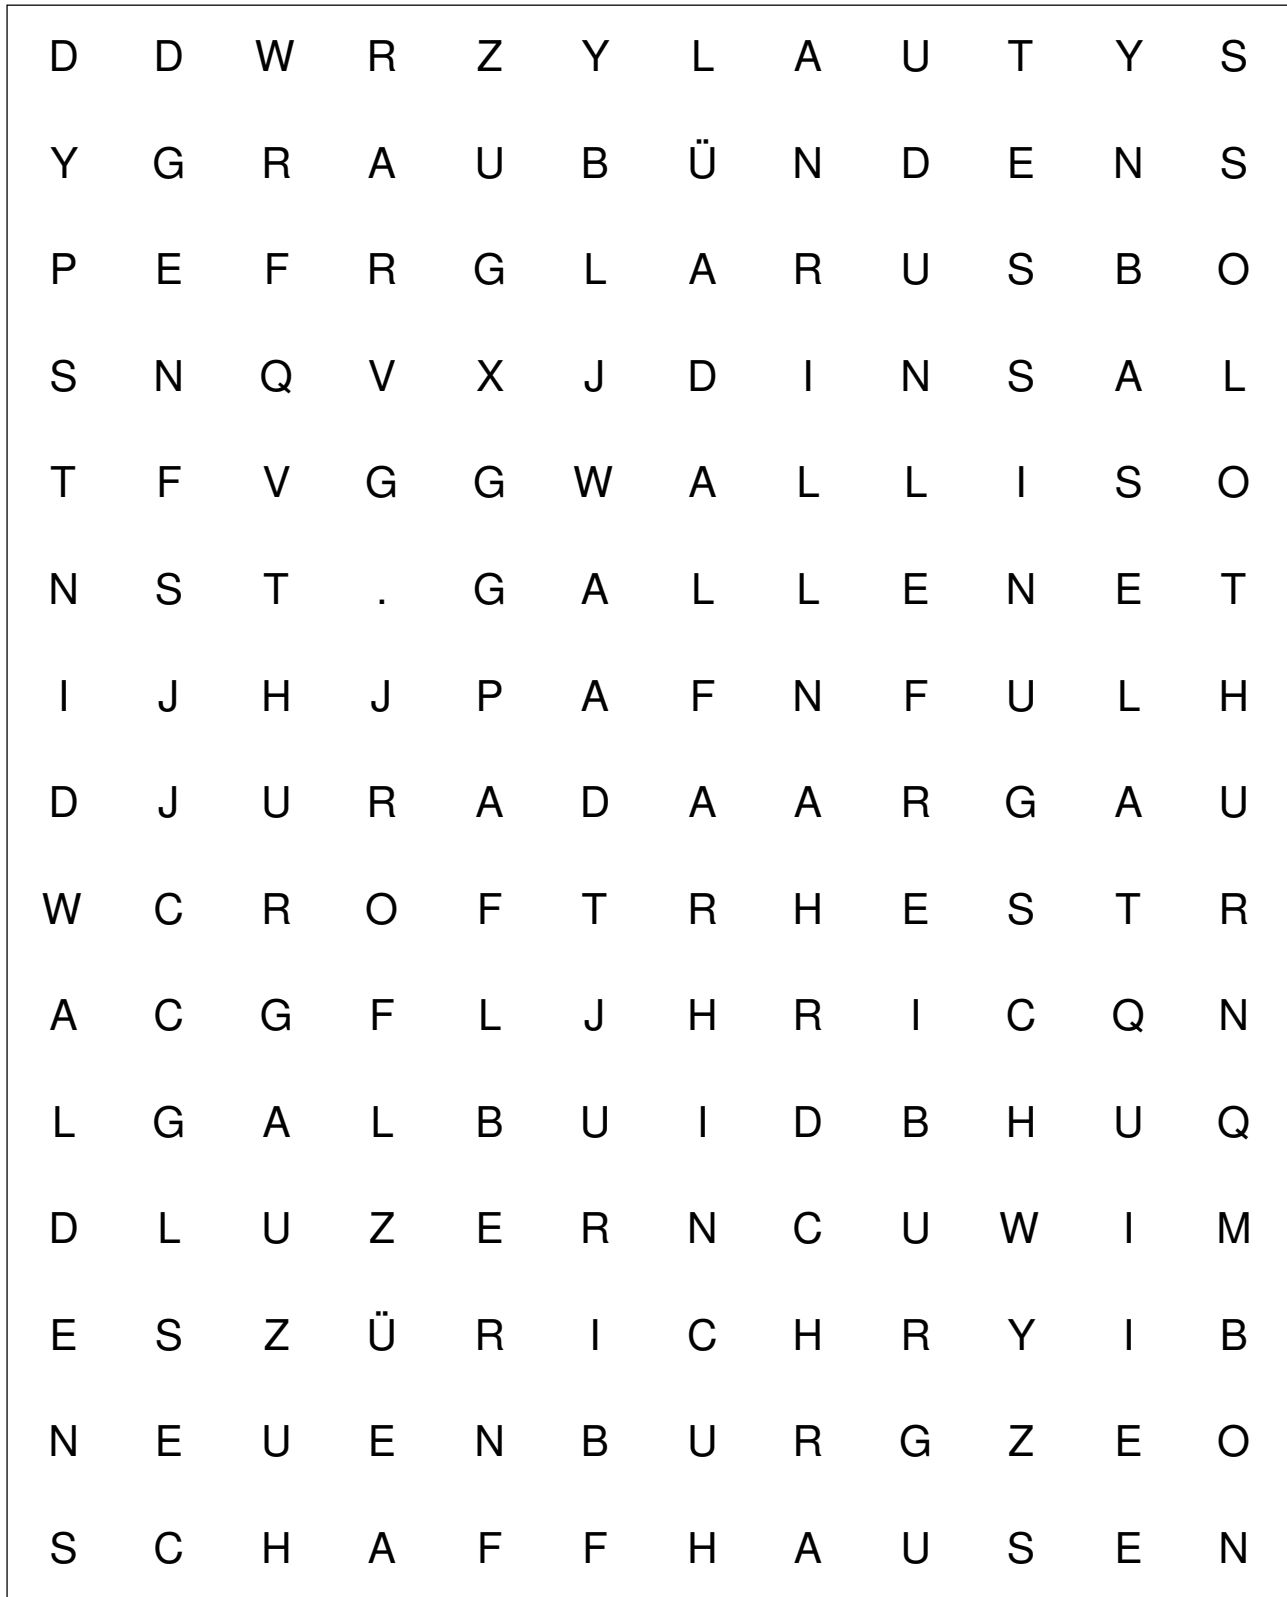 D D W R Z Y L A U T Y S
Y G R A U B Ü N D E N S
P E F R G L A R U S B O
S N Q V X J D I N S A L
T F V G G W A L L I S O
N S T . G A L L E N E T
I J H J P A F N F U L H
D J U R A D A A R G A U
W C R O F T R H E S T R
A C G F L J H R I C Q N
L G A L B U I D B H U Q
D L U Z E R N C U W I M
E S Z Ü R I C H R Y I B
N E U E N B U R G Z E O
S C H A F F H A U S E N